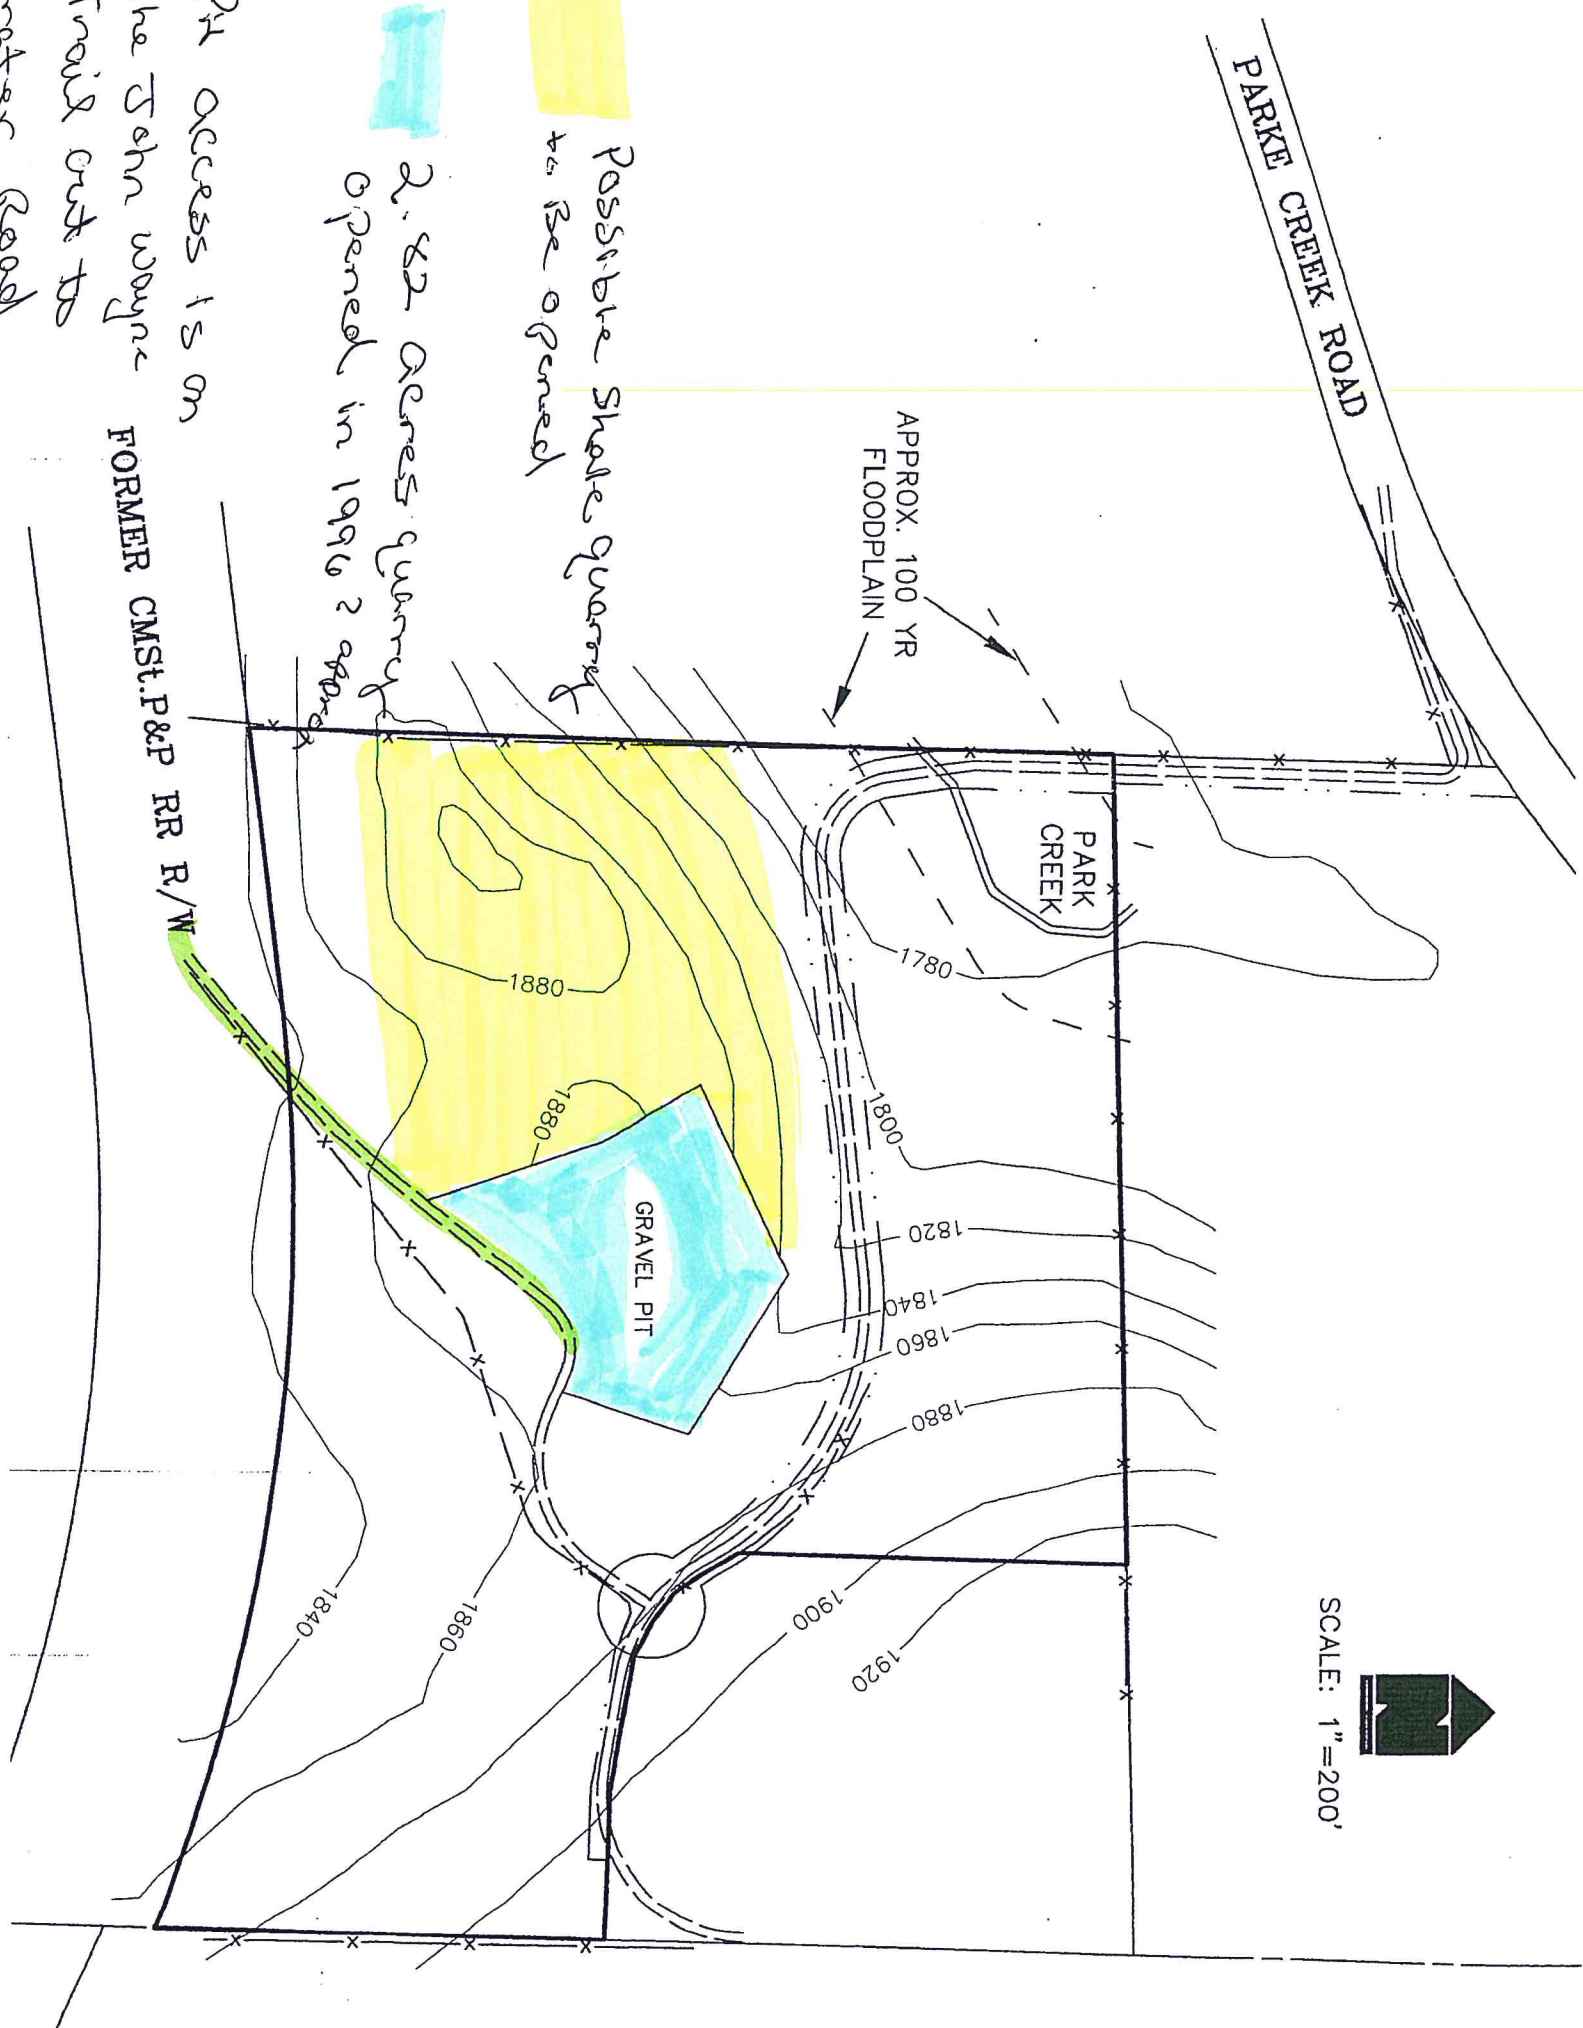 PARKE CREEK ROAD
SCALE: 1"=200'
APPROX. 100 YR
FLOODPLAIN
PARK
CREEK
1780
1800
1820
1840
1860
1880
1900
1920
1880
1880
GRAVEL PIT
1860
1840
Possible Shale quarry
to Be opened
2.82 acres quarry
opened in 1996 ? approx
access is on
John Wayne
Trail out to
Road
FORMER CMSt.P&P RR R/W